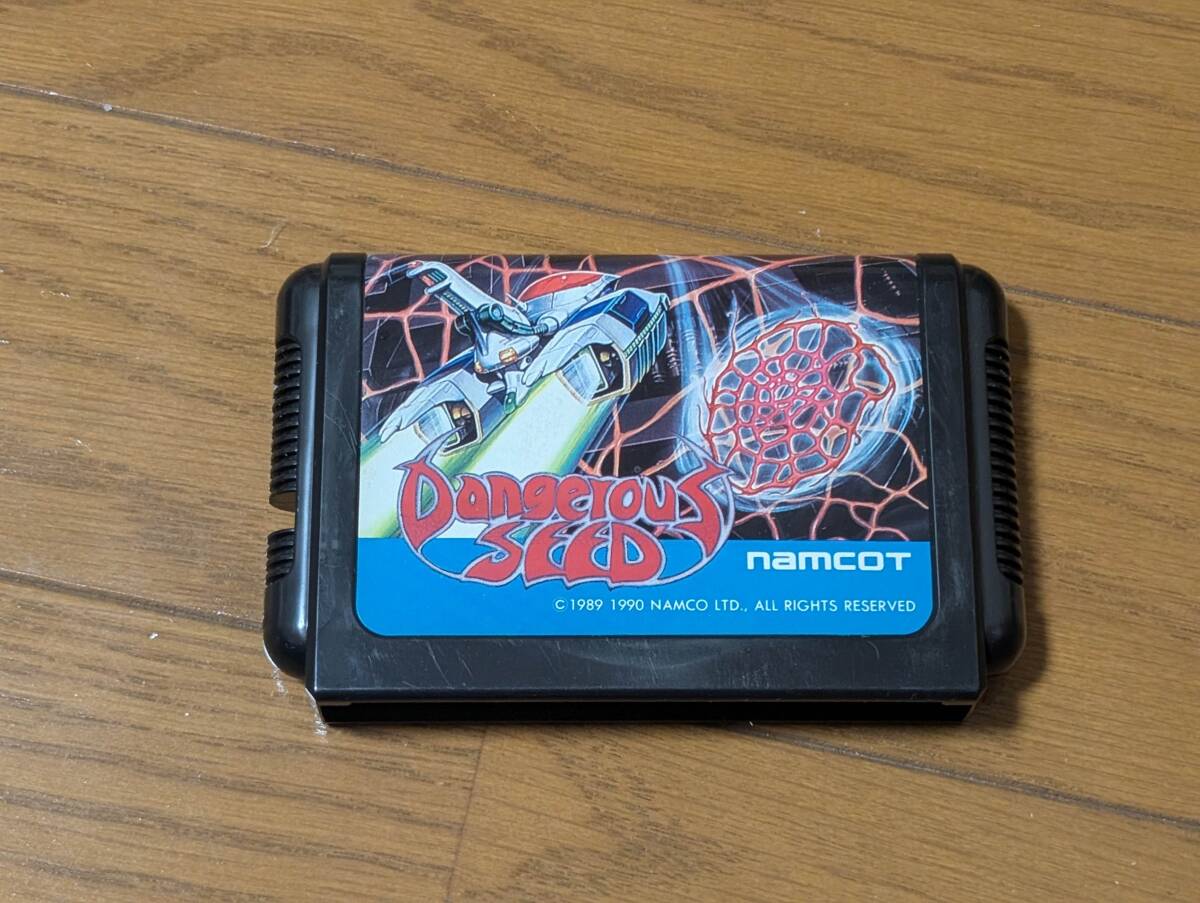 Dangerous
SEED
namcot
© 1989 1990 NAMCO LTD., ALL RIGHTS RESERVED